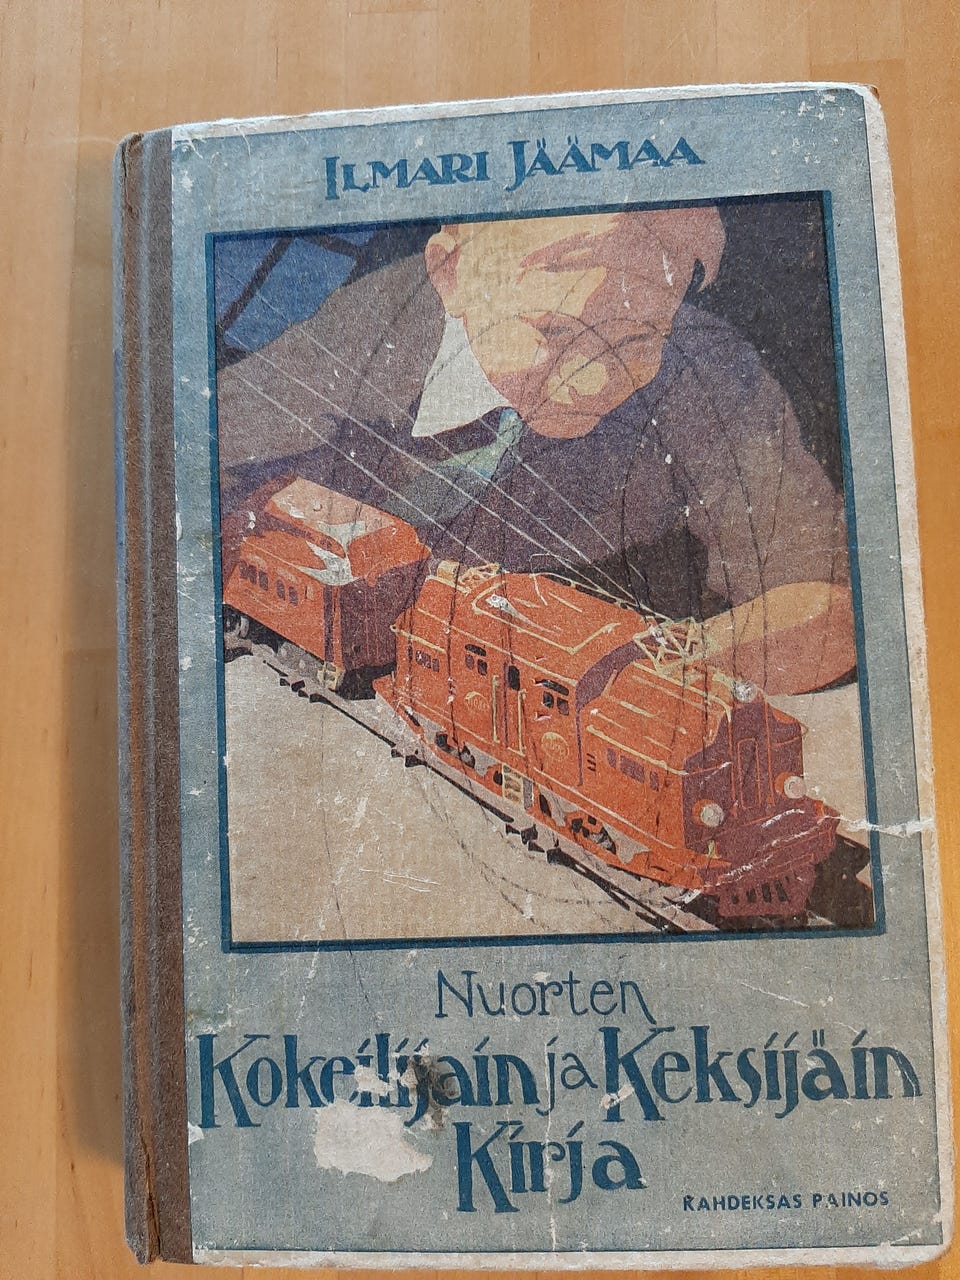 ILMARI JÄÄMAA
Nuorten
Kokeilijain ja Keksijäin
Kirja
KAHDEKSAS PAINOS